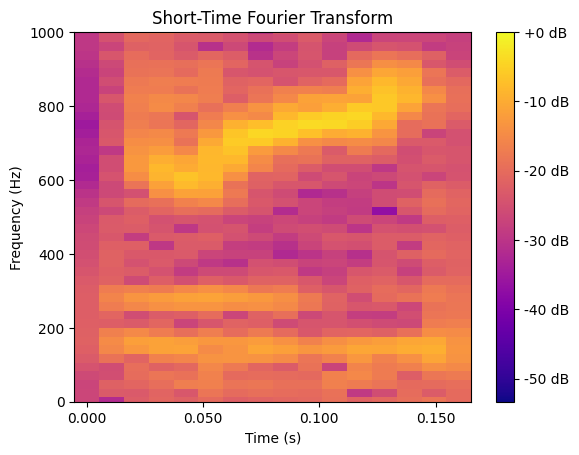 Short-Time Fourier Transform
1000
800
600
400
200
0
Frequency (Hz)
0.000
0.050
0.100
0.150
Time (s)
+0 dB
-10 dB
-20 dB
-30 dB
-40 dB
-50 dB